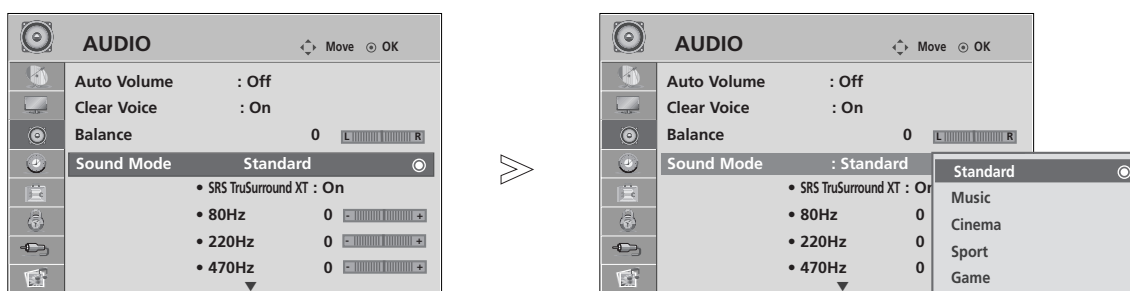 AUDIO
Move OK
Auto Volume : Off
Clear Voice : On
Balance 0 L R
Sound Mode Standard
• SRS TruSurround XT : On
• 80Hz 0 - +
• 220Hz 0 - +
• 470Hz 0 - +
AUDIO
Move OK
Auto Volume : Off
Clear Voice : On
Balance 0 L R
Sound Mode : Standard
• SRS TruSurround XT : On
• 80Hz 0
• 220Hz 0
• 470Hz 0
Standard
Music
Cinema
Sport
Game